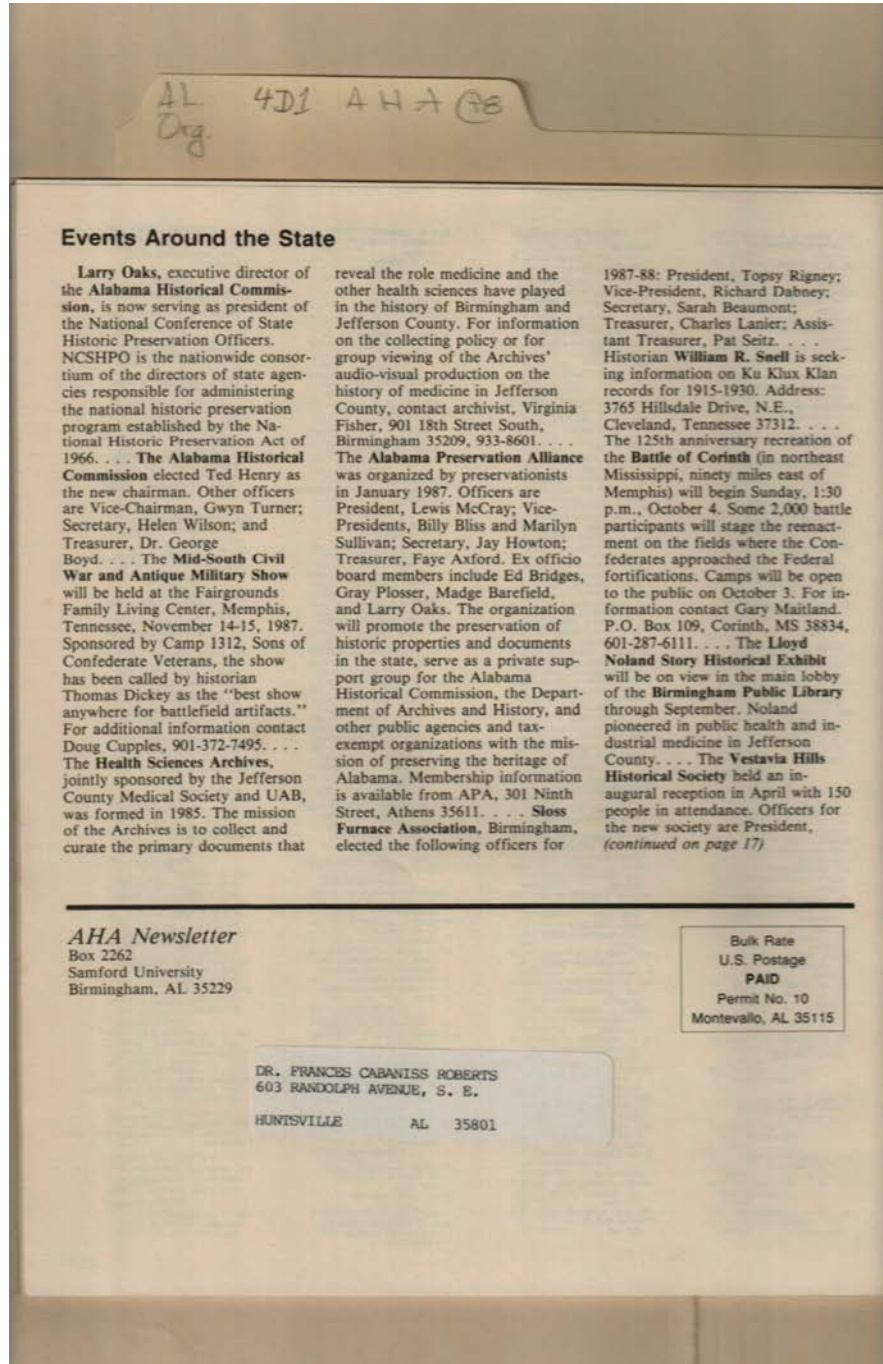 AL 4D1 AHA
Org.
Events Around the State
Larry Oaks, executive director of
the Alabama Historical Commis-
sion, is now serving as president of
the National Conference of State
Historic Preservation Officers.
NCSHPO is the nationwide consor-
tium of the directors of state agen-
cies responsible for administering
the national historic preservation
program established by the Na-
tional Historic Preservation Act of
1966. . . . The Alabama Historical
Commission elected Ted Henry as
the new chairman. Other officers
are Vice-Chairman, Gwyn Turner;
Secretary, Helen Wilson; and
Treasurer, Dr. George
Boyd. . . . The Mid-South Civil
War and Antique Military Show
will be held at the Fairgrounds
Family Living Center, Memphis,
Tennessee, November 14-15, 1987.
Sponsored by Camp 1312, Sons of
Confederate Veterans, the show
has been called by historian
Thomas Dickey as the "best show
anywhere for battlefield artifacts."
For additional information contact
Doug Cupples, 901-372-7495. . . .
The Health Sciences Archives,
jointly sponsored by the Jefferson
County Medical Society and UAB,
was formed in 1985. The mission
of the Archives is to collect and
curate the primary documents that
reveal the role medicine and the
other health sciences have played
in the history of Birmingham and
Jefferson County. For information
on the collecting policy or for
group viewing of the Archives'
audio-visual production on the
history of medicine in Jefferson
County, contact archivist, Virginia
Fisher, 901 18th Street South,
Birmingham 35209, 933-8601. . . .
The Alabama Preservation Alliance
was organized by preservationists
in January 1987. Officers are
President, Lewis McCray; Vice-
Presidents, Billy Bliss and Marilyn
Sullivan; Secretary, Jay Howton;
Treasurer, Faye Axford. Ex officio
board members include Ed Bridges,
Gray Plosser, Madge Barefield,
and Larry Oaks. The organization
will promote the preservation of
historic properties and documents
in the state, serve as a private sup-
port group for the Alabama
Historical Commission, the Depart-
ment of Archives and History, and
other public agencies and tax-
exempt organizations with the mis-
sion of preserving the heritage of
Alabama. Membership information
is available from APA, 301 Ninth
Street, Athens 35611. . . . Sloss
Furnace Association, Birmingham,
elected the following officers for
1987-88: President, Topsy Rigney;
Vice-President, Richard Dabney;
Secretary, Sarah Beaumont;
Treasurer, Charles Lanier; Assis-
tant Treasurer, Pat Seitz. . . .
Historian William R. Snell is seek-
ing information on Ku Klux Klan
records for 1915-1930. Address:
3765 Hillsdale Drive, N.E.,
Cleveland, Tennessee 37312. . . .
The 125th anniversary recreation of
the Battle of Corinth (in northeast
Mississippi, ninety miles east of
Memphis) will begin Sunday, 1:30
p.m., October 4. Some 2,000 battle
participants will stage the reenact-
ment on the fields where the Con-
federates approached the Federal
fortifications. Camps will be open
to the public on October 3. For in-
formation contact Gary Maitland.
P.O. Box 109, Corinth, MS 38834,
601-287-6111. . . . The Lloyd
Noland Story Historical Exhibit
will be on view in the main lobby
of the Birmingham Public Library
through September. Noland
pioneered in public health and in-
dustrial medicine in Jefferson
County. . . . The Vestavia Hills
Historical Society held an in-
augural reception in April with 150
people in attendance. Officers for
the new society are President,
(continued on page 17)
AHA Newsletter
Box 2262
Samford University
Birmingham, AL 35229
Bulk Rate
U.S. Postage
PAID
Permit No. 10
Montevallo, AL 35115
DR. FRANCES CABANISS ROBERTS
603 RANDOLPH AVENUE, S. E.
HUNTSVILLE AL 35801